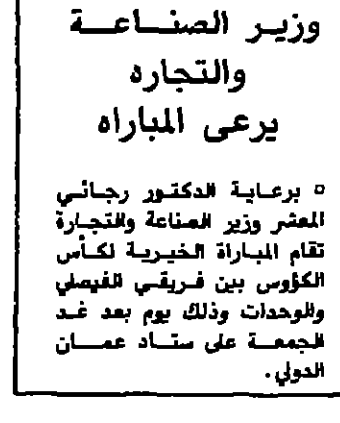 وزير الصناعة
والتجاره
يرعى المباراه
□ برعاية الدكتور رجائي
المعشر وزير الصناعة والتجارة
تقام المباراة الخيرية لكأس
الكؤوس بين فريقي الفيصلي
والوحدات وذلك يوم بعد غد
الجمعة على ستاد عمان
الدولي.